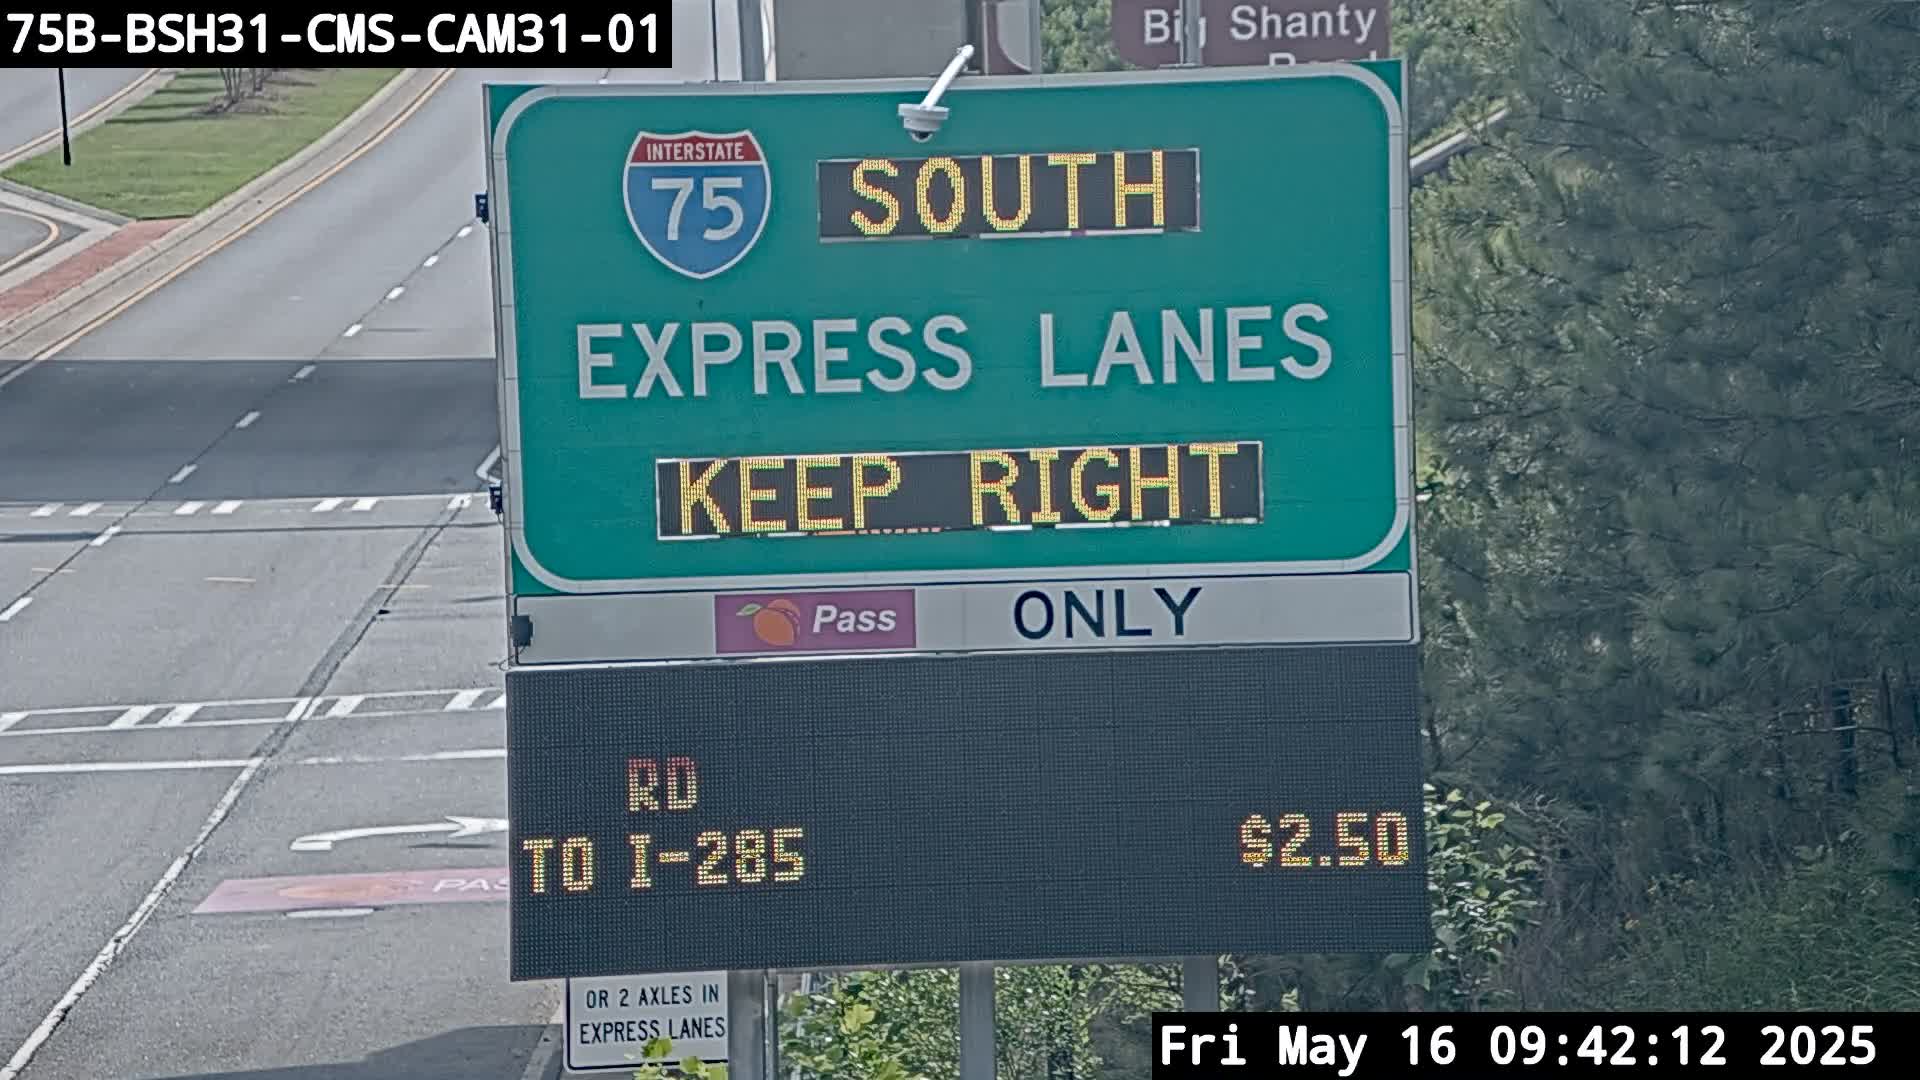 75B-BSH31-CMS-CAM31-01
Big Shanty
INTERSTATE
75
SOUTH
EXPRESS LANES
KEEP RIGHT
Pass ONLY
RD
TO I-285 $2.50
PAS
OR 2 AXLES IN
EXPRESS LANES
Fri May 16 09:42:12 2025